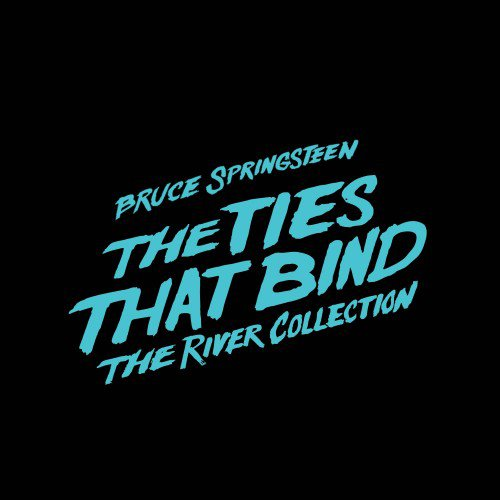 BRUCE SPRINGSTEEN
THE TIES
THAT BIND
THE RIVER COLLECTION